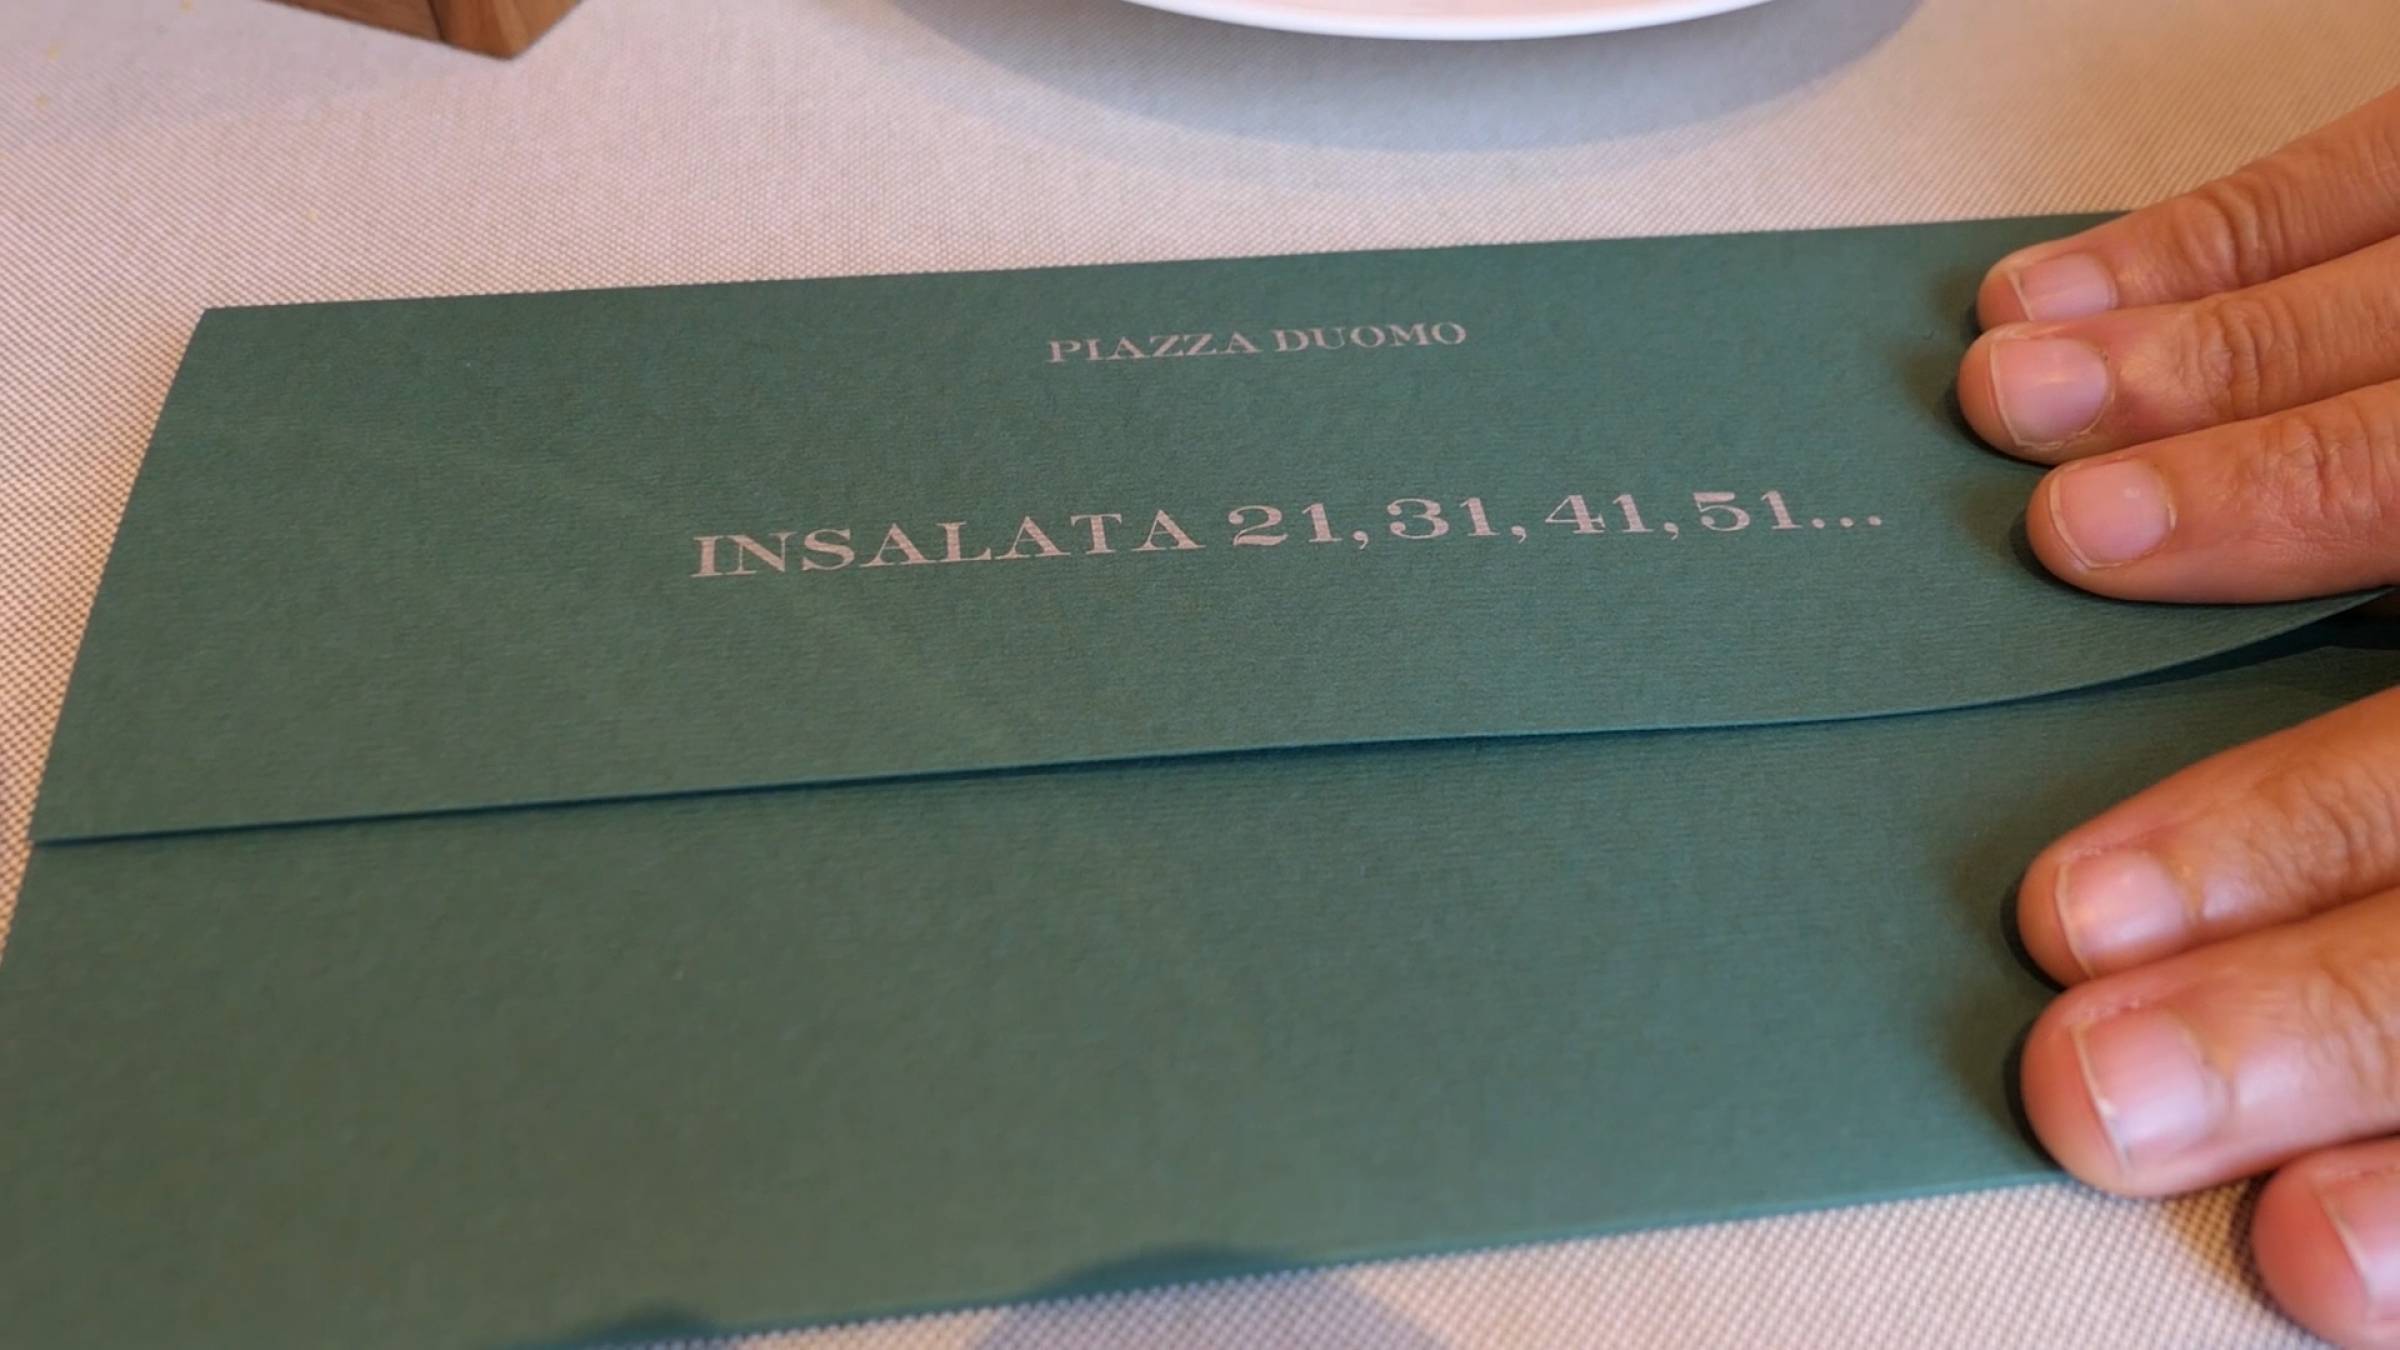 PIAZZA DUOMO
INSALATA 21, 31, 41, 51...